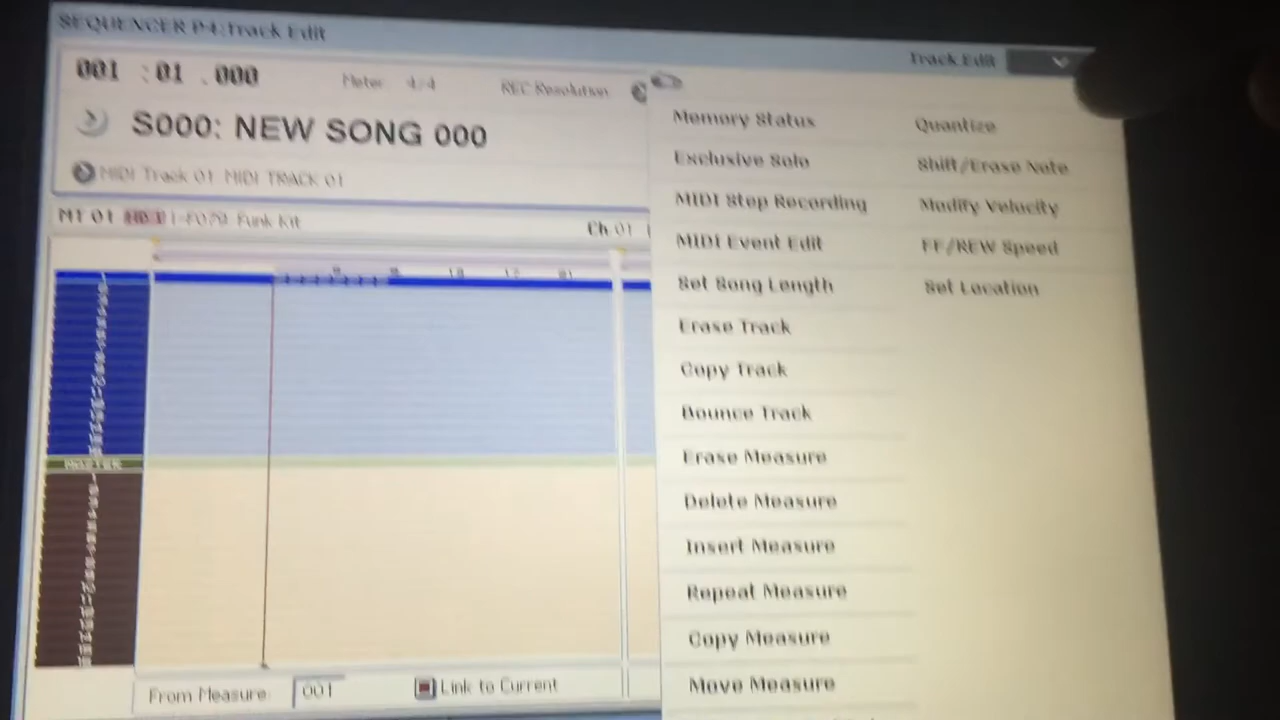 SEQUENCER P4:Track Edit
Track Edit
001 :01 .000
Meter 4/4
REC Resolution
S000: NEW SONG 000
MIDI Track 01 MIDI TRACK 01
MT 01
Funk Kit
Ch 01
MASTER
From Measure: 001
Link to Current
Memory Status
Exclusive Solo
MIDI Step Recording
MIDI Event Edit
Set Song Length
Erase Track
Copy Track
Bounce Track
Erase Measure
Delete Measure
Insert Measure
Repeat Measure
Copy Measure
Move Measure
Quantize
Shift/Erase Note
Modify Velocity
FF/REW Speed
Set Location